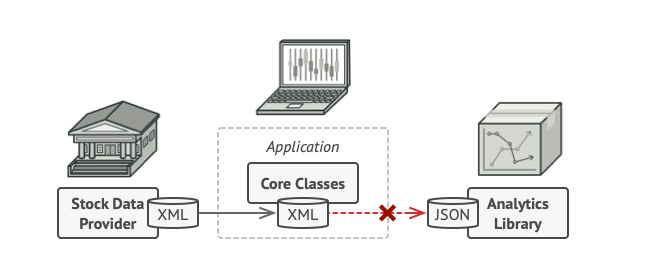 Application
Core Classes
Stock Data
Provider
XML
XML
JSON
Analytics
Library